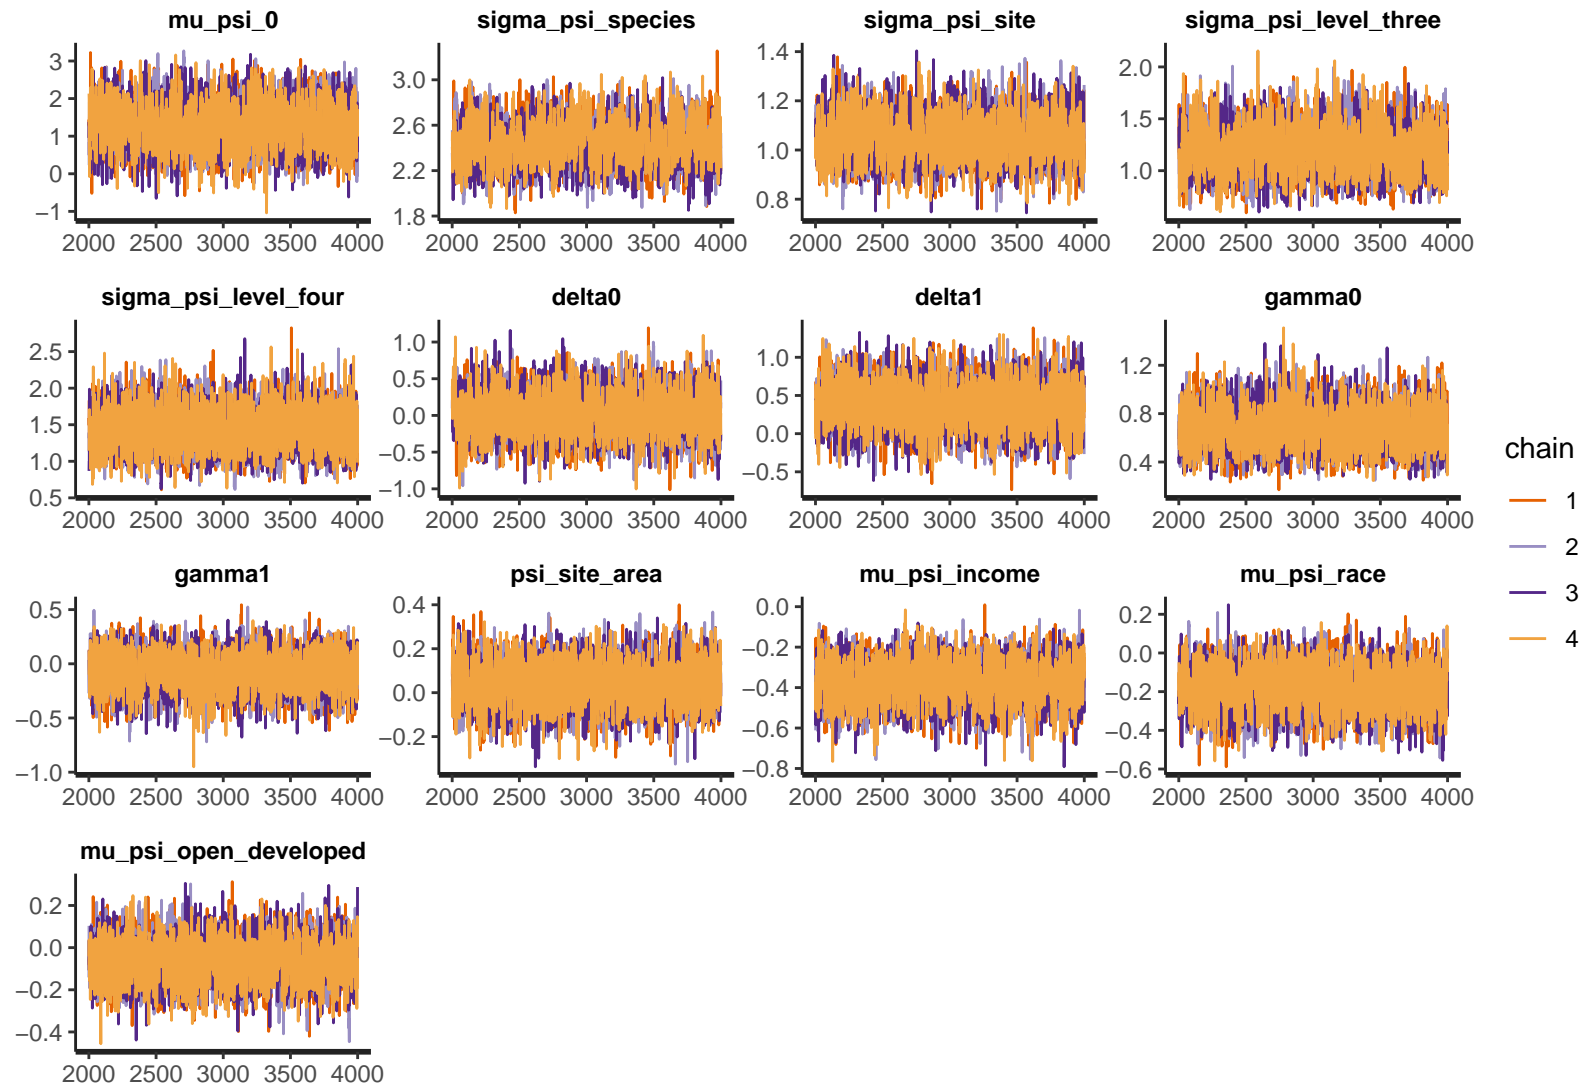 mu_psi_0 sigma_psi_species sigma_psi_site sigma_psi_level_three
3 2 1 0 −1
3.0 2.6 2.2 1.8
1.4 1.2 1.0 0.8
2.0 1.5 1.0
2000 2500 3000 3500 4000 2000 2500 3000 3500 4000 2000 2500 3000 3500 4000 2000 2500 3000 3500 4000
sigma_psi_level_four delta0 delta1 gamma0
2.5 2.0 1.5 1.0 0.5
1.0 0.5 0.0 −0.5 −1.0
1.0 0.5 0.0 −0.5
1.2 0.8 0.4
2000 2500 3000 3500 4000 2000 2500 3000 3500 4000 2000 2500 3000 3500 4000 2000 2500 3000 3500 4000
gamma1 psi_site_area mu_psi_income mu_psi_race
0.5 0.0 −0.5 −1.0
0.4 0.2 0.0 −0.2
0.0 −0.2 −0.4 −0.6 −0.8
0.2 0.0 −0.2 −0.4 −0.6
2000 2500 3000 3500 4000 2000 2500 3000 3500 4000 2000 2500 3000 3500 4000 2000 2500 3000 3500 4000
mu_psi_open_developed
0.2 0.0 −0.2 −0.4
2000 2500 3000 3500 4000
chain
1
2
3
4